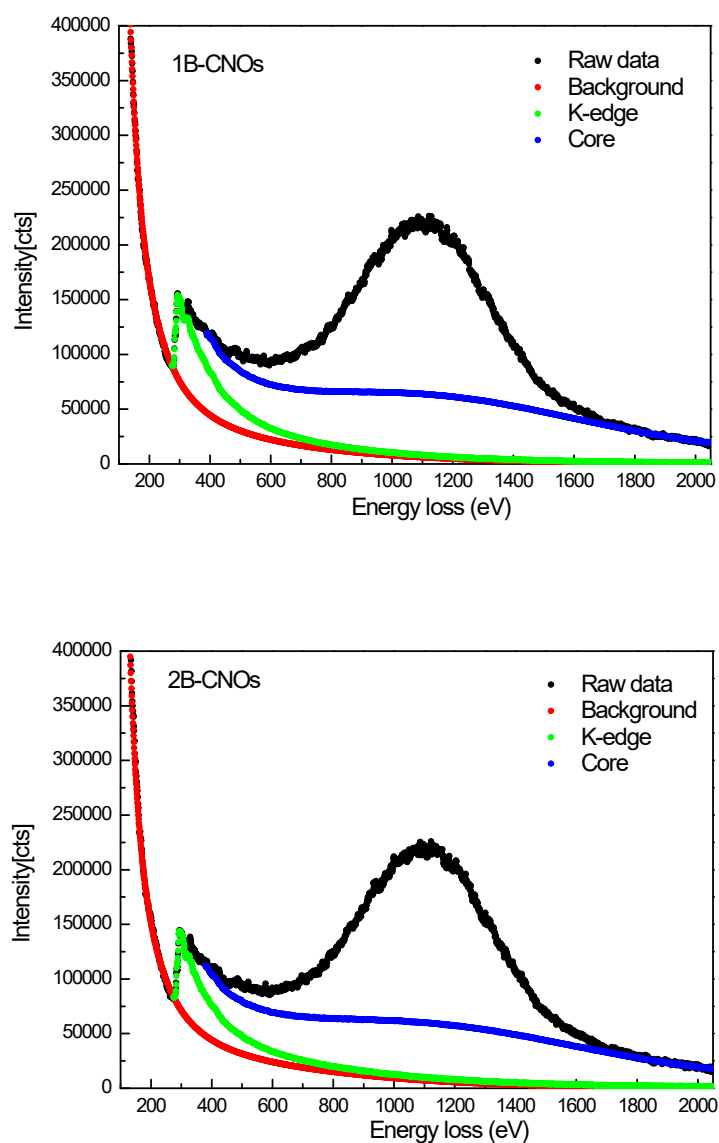 400000
1B-CNOs
Raw data
Background
K-edge
Core
350000
300000
250000
200000
150000
100000
50000
0
Intensity[cts]
200 400 600 800 1000 1200 1400 1600 1800 2000
Energy loss (eV)
400000
2B-CNOs
Raw data
Background
K-edge
Core
350000
300000
250000
200000
150000
100000
50000
0
Intensity[cts]
200 400 600 800 1000 1200 1400 1600 1800 2000
Energy loss (eV)